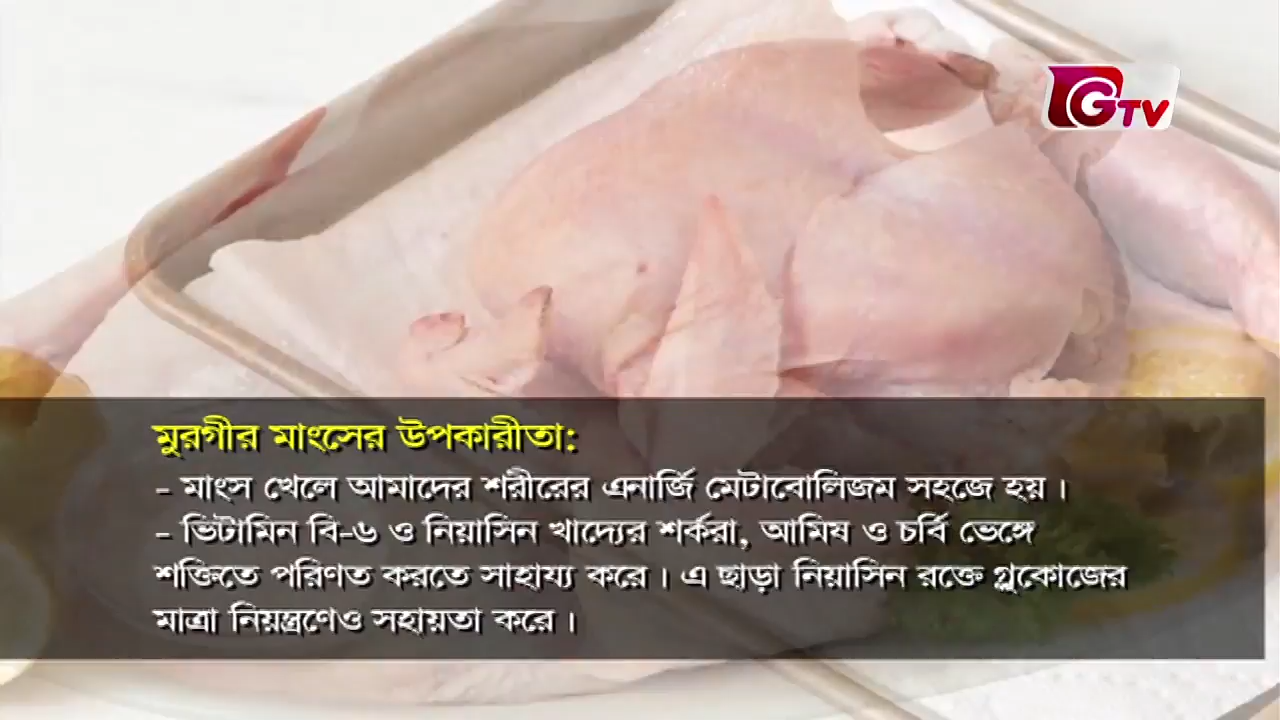 GTV
মুরগীর মাংসের উপকারীতা:
- মাংস খেলে আমাদের শরীরের এনার্জি মেটাবোলিজম সহজে হয়।
- ভিটামিন বি-৬ ও নিয়াসিন খাদ্যের শর্করা, আমিষ ও চর্বি ভেঙ্গে
শক্তিতে পরিণত করতে সাহায্য করে। এ ছাড়া নিয়াসিন রক্তে গ্লুকোজের
মাত্রা নিয়ন্ত্রণেও সহায়তা করে।